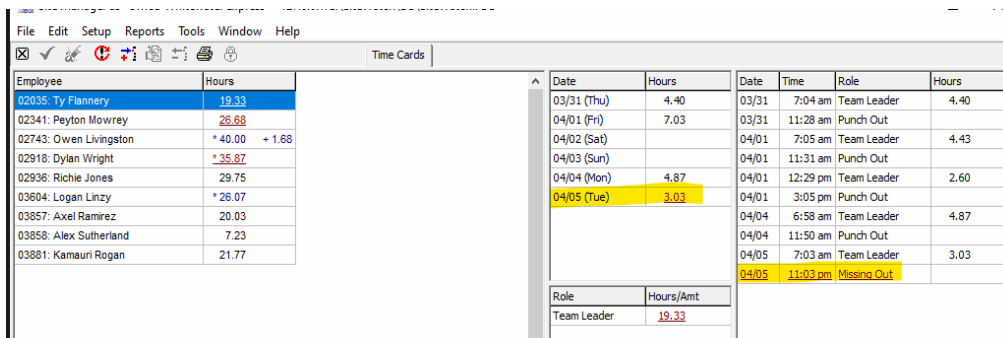 File Edit Setup Reports Tools Window Help
Time Cards
Employee Hours
02035: Ty Flannery 19.33
02341: Peyton Mowrey 26.68
02743: Owen Livingston * 40.00 + 1.68
02918: Dylan Wright * 35.87
02936: Richie Jones 29.75
03604: Logan Linzy * 26.07
03857: Axel Ramirez 20.03
03858: Alex Sutherland 7.23
03881: Kamauri Rogan 21.77
Date Hours
03/31 (Thu) 4.40
04/01 (Fri) 7.03
04/02 (Sat)
04/03 (Sun)
04/04 (Mon) 4.87
04/05 (Tue) 3.03
Role Hours/Amt
Team Leader 19.33
Date Time Role Hours
03/31 7:04 am Team Leader 4.40
03/31 11:28 am Punch Out
04/01 7:05 am Team Leader 4.43
04/01 11:31 am Punch Out
04/01 12:29 pm Team Leader 2.60
04/01 3:05 pm Punch Out
04/04 6:58 am Team Leader 4.87
04/04 11:50 am Punch Out
04/05 7:03 am Team Leader 3.03
04/05 11:03 pm Missing Out